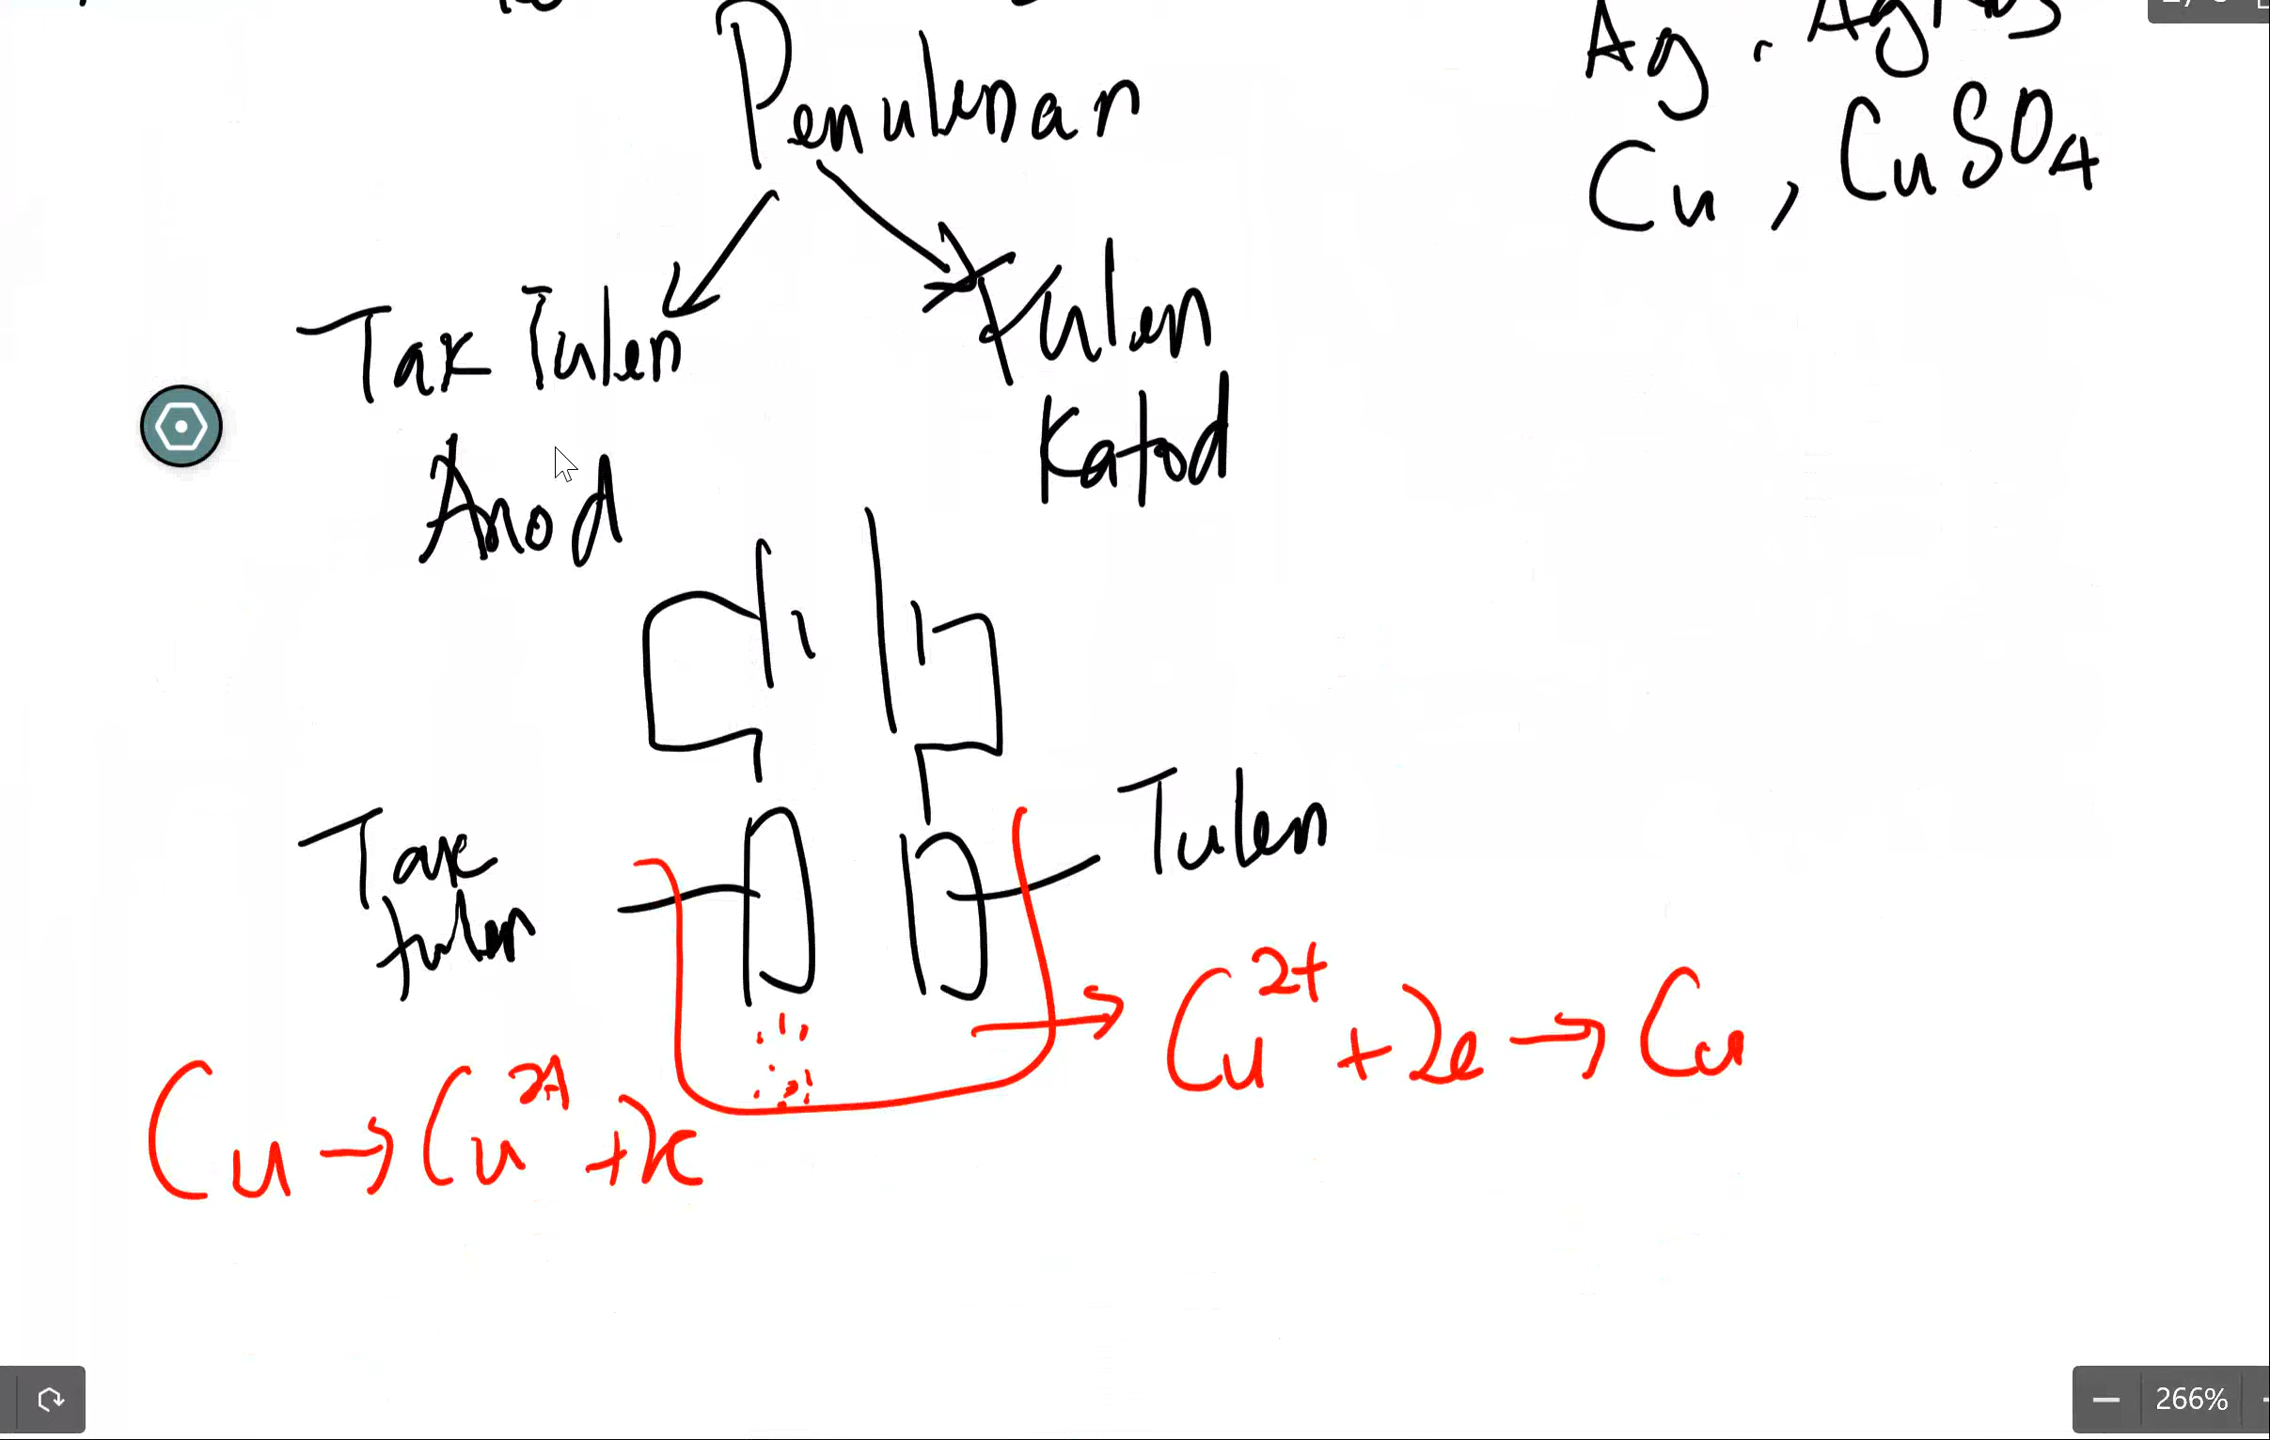 Penulenan
Ag, AgNO3
Cu, CuSO4
Tak Tulen
Tulen
Anod
Katod
Tak
tulen
Tulen
Cu²⁺ + 2e → Cu
Cu → Cu²⁺ + 2e
266%